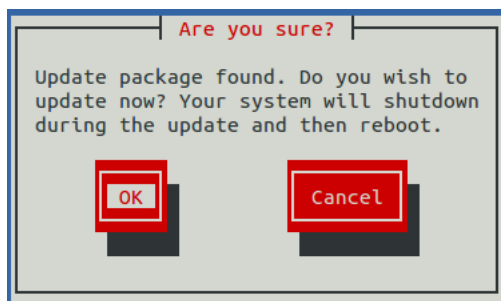 Are you sure?
Update package found. Do you wish to
update now? Your system will shutdown
during the update and then reboot.
OK
Cancel